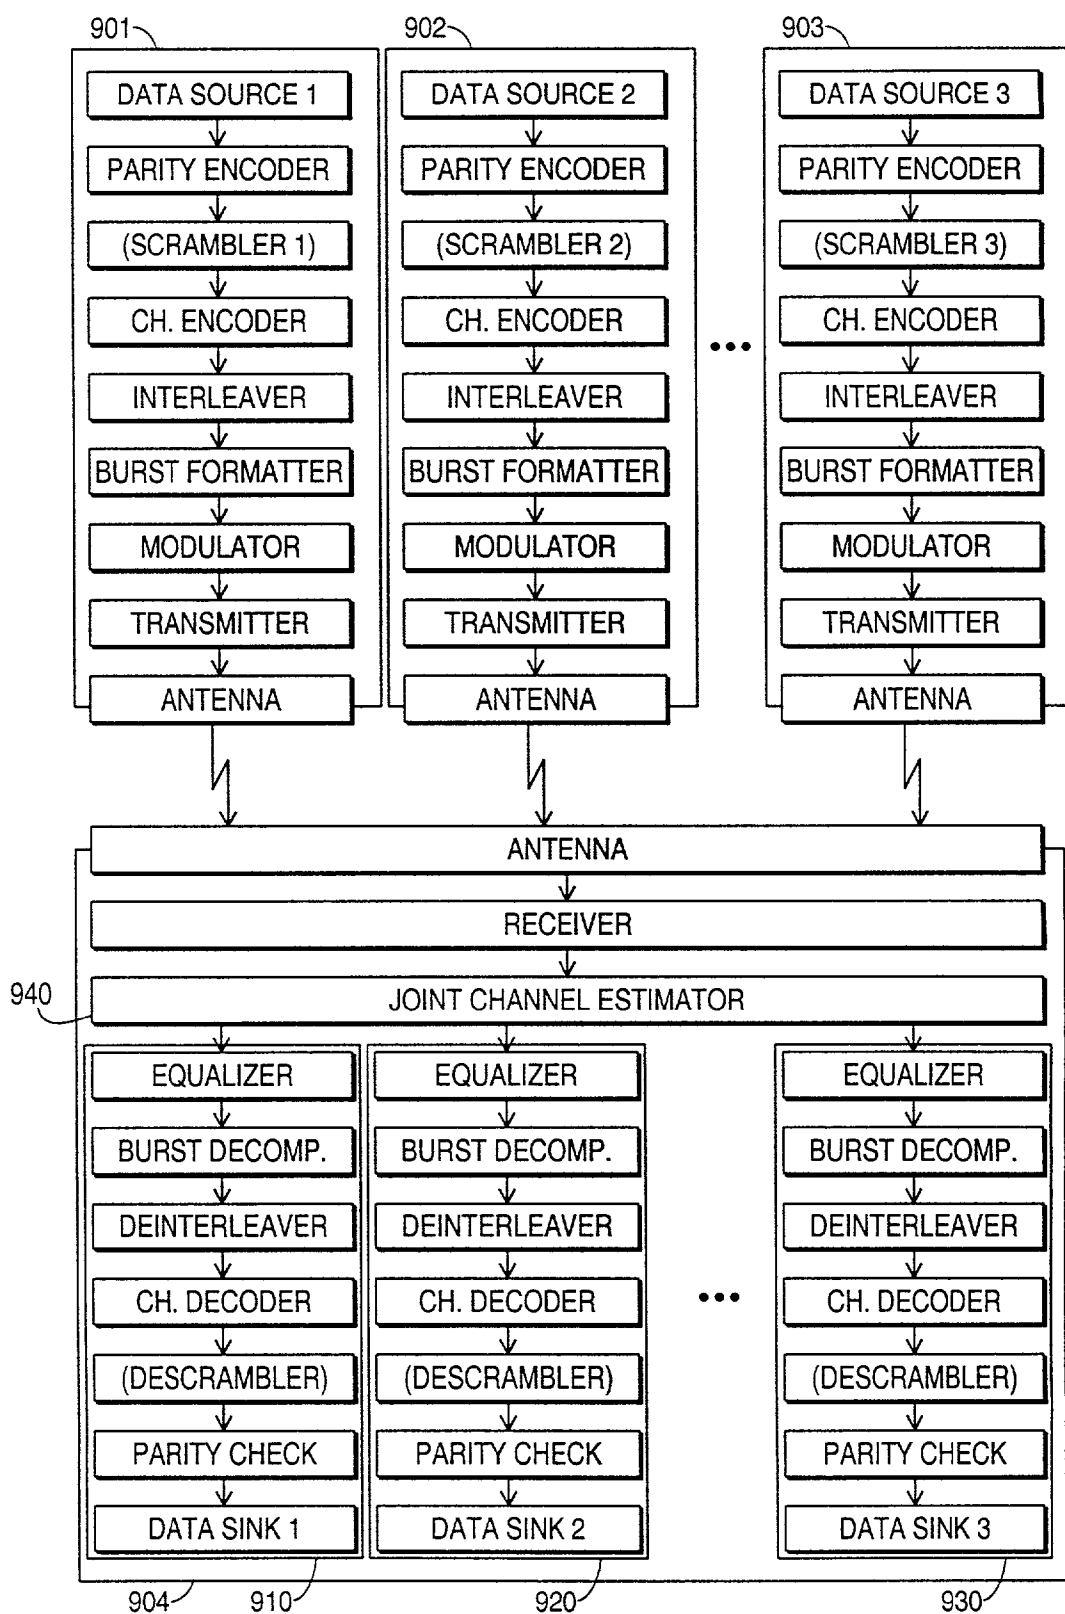 901 902 903
DATA SOURCE 1 DATA SOURCE 2 DATA SOURCE 3
PARITY ENCODER PARITY ENCODER PARITY ENCODER
(SCRAMBLER 1) (SCRAMBLER 2) (SCRAMBLER 3)
CH. ENCODER CH. ENCODER CH. ENCODER
•••
INTERLEAVER INTERLEAVER INTERLEAVER
BURST FORMATTER BURST FORMATTER BURST FORMATTER
MODULATOR MODULATOR MODULATOR
TRANSMITTER TRANSMITTER TRANSMITTER
ANTENNA ANTENNA ANTENNA
ANTENNA
RECEIVER
940 JOINT CHANNEL ESTIMATOR
EQUALIZER EQUALIZER EQUALIZER
BURST DECOMP. BURST DECOMP. BURST DECOMP.
DEINTERLEAVER DEINTERLEAVER DEINTERLEAVER
CH. DECODER CH. DECODER ••• CH. DECODER
(DESCRAMBLER) (DESCRAMBLER) (DESCRAMBLER)
PARITY CHECK PARITY CHECK PARITY CHECK
DATA SINK 1 DATA SINK 2 DATA SINK 3
904 910 920 930